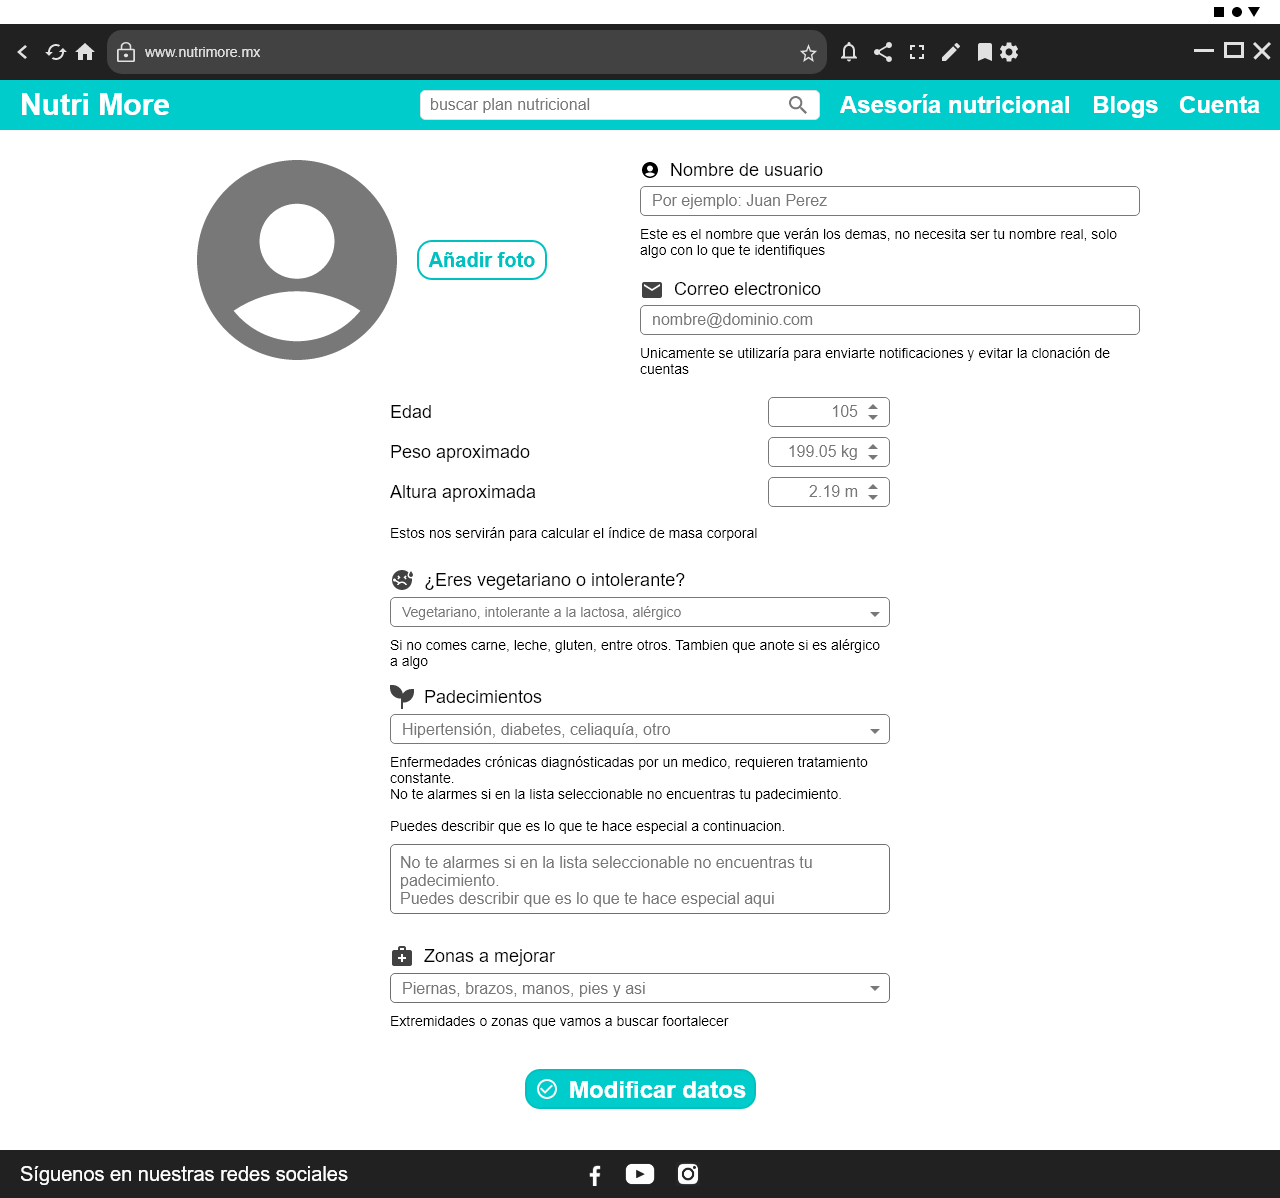 www.nutrimore.mx
Nutri More
buscar plan nutricional
Asesoría nutricional
Blogs
Cuenta
Añadir foto
Nombre de usuario
Por ejemplo: Juan Perez
Este es el nombre que verán los demas, no necesita ser tu nombre real, solo
algo con lo que te identifiques
Correo electronico
nombre@dominio.com
Unicamente se utilizaría para enviarte notificaciones y evitar la clonación de
cuentas
Edad
105
Peso aproximado
199.05 kg
Altura aproximada
2.19 m
Estos nos servirán para calcular el índice de masa corporal
¿Eres vegetariano o intolerante?
Vegetariano, intolerante a la lactosa, alérgico
Si no comes carne, leche, gluten, entre otros. Tambien que anote si es alérgico
a algo
Padecimientos
Hipertensión, diabetes, celiaquía, otro
Enfermedades crónicas diagnósticadas por un medico, requieren tratamiento
constante.
No te alarmes si en la lista seleccionable no encuentras tu padecimiento.
Puedes describir que es lo que te hace especial a continuacion.
No te alarmes si en la lista seleccionable no encuentras tu
padecimiento.
Puedes describir que es lo que te hace especial aqui
Zonas a mejorar
Piernas, brazos, manos, pies y asi
Extremidades o zonas que vamos a buscar foortalecer
Modificar datos
Síguenos en nuestras redes sociales